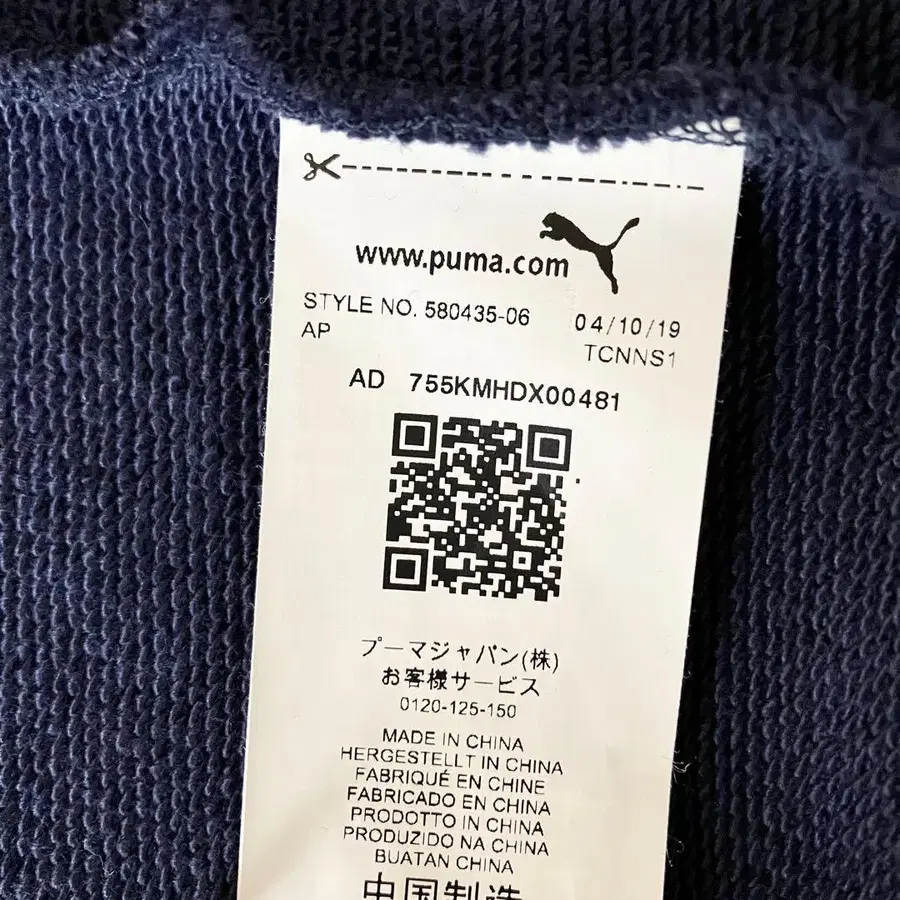 www.puma.com
STYLE NO. 580435-06 04/10/19
AP TCNNS1
AD 755KMHDX00481
プーマジャパン(株)
お客様サービス
0120-125-150
MADE IN CHINA
HERGESTELLT IN CHINA
FABRIQUÉ EN CHINE
FABRICADO EN CHINA
PRODOTTO IN CHINA
PRODUZIDO NA CHINA
BUATAN CHINA
中国制造